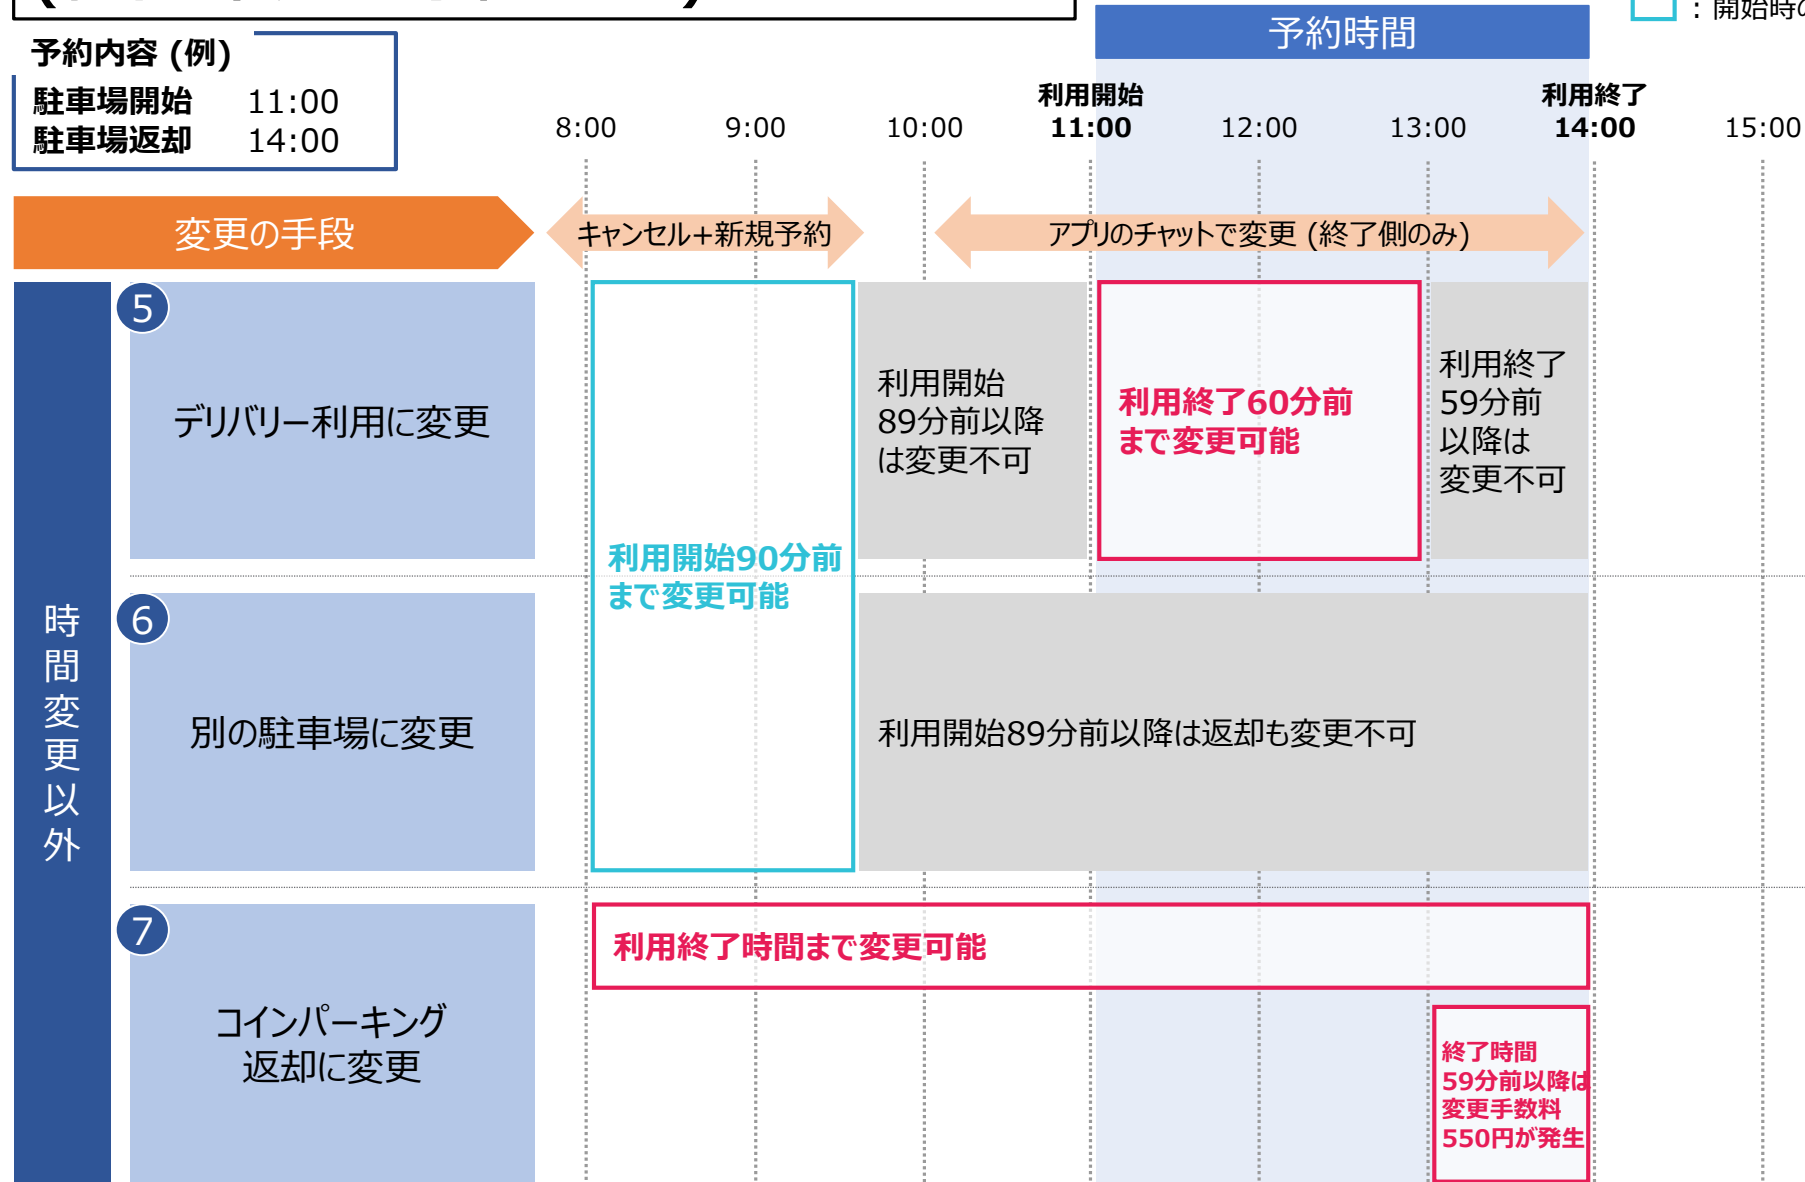 : 開始時の
予約時間
予約内容 (例)
駐車場開始 11:00
駐車場返却 14:00
利用開始
利用終了
8:00 9:00 10:00 11:00 12:00 13:00 14:00 15:00
変更の手段
キャンセル+新規予約
アプリのチャットで変更 (終了側のみ)
時間変更以外
5
デリバリー利用に変更
利用開始90分前
まで変更可能
利用開始
89分前以降
は変更不可
利用終了60分前
まで変更可能
利用終了
59分前
以降は
変更不可
6
別の駐車場に変更
利用開始89分前以降は返却も変更不可
7
コインパーキング
返却に変更
利用終了時間まで変更可能
終了時間
59分前以降は
変更手数料
550円が発生